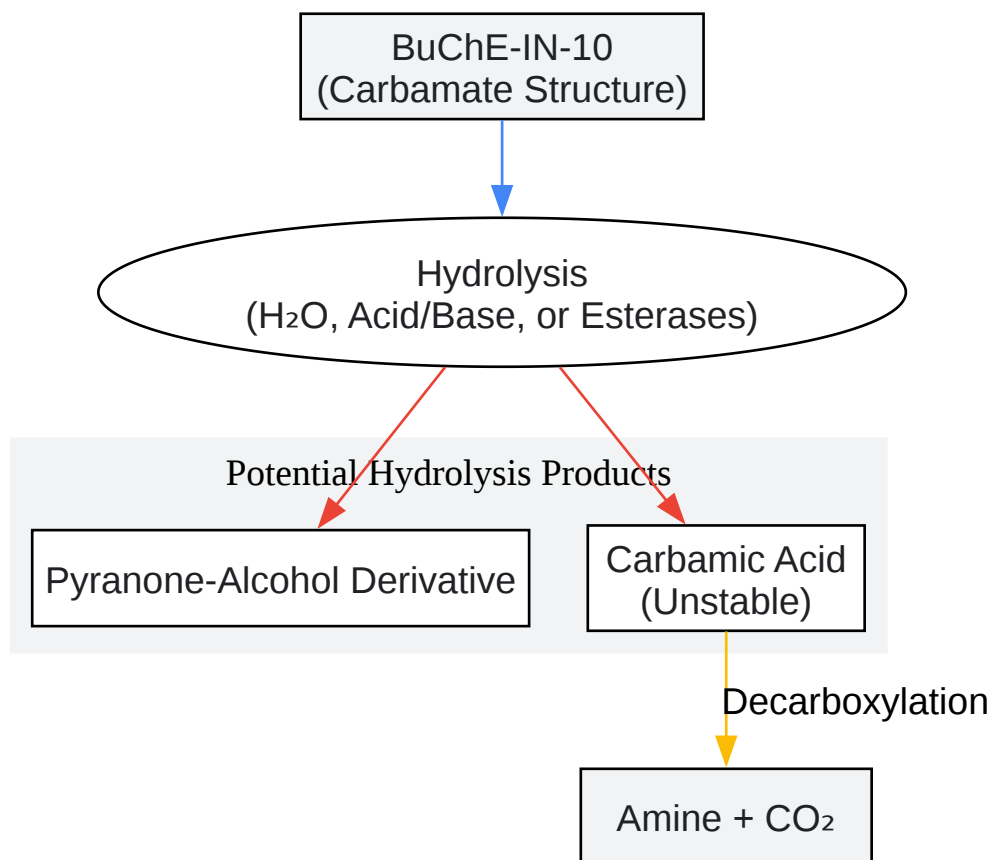 BuChE-IN-10
(Carbamate Structure)
Hydrolysis
(H₂O, Acid/Base, or Esterases)
Potential Hydrolysis Products
Pyranone-Alcohol Derivative
Carbamic Acid
(Unstable)
Decarboxylation
Amine + CO₂